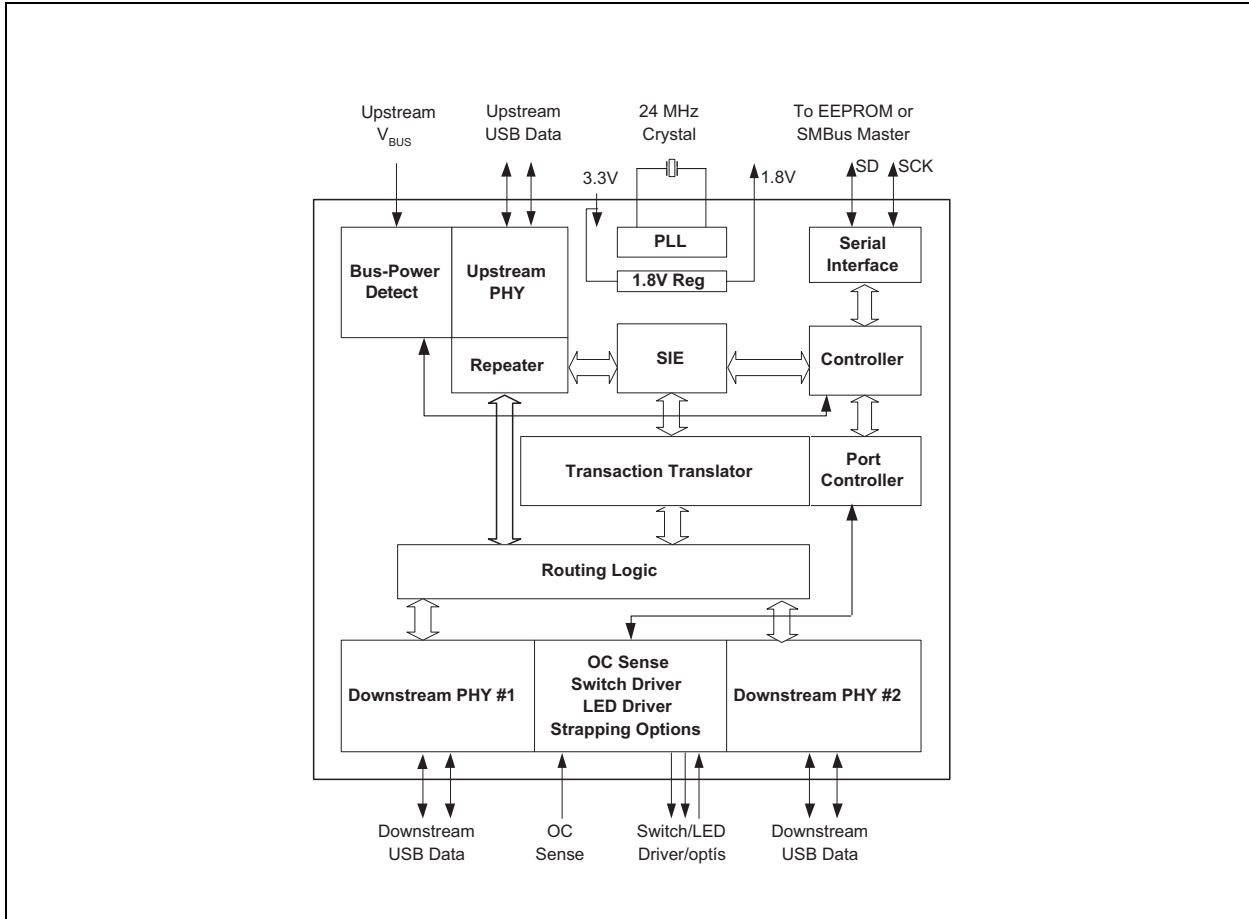 Upstream
VBUS
Upstream
USB Data
24 MHz
Crystal
To EEPROM or
SMBus Master
3.3V
1.8V
SD
SCK
Bus-Power
Detect
Upstream
PHY
PLL
1.8V Reg
Serial
Interface
Repeater
SIE
Controller
Transaction Translator
Port
Controller
Routing Logic
Downstream PHY #1
OC Sense
Switch Driver
LED Driver
Strapping Options
Downstream PHY #2
Downstream
USB Data
OC
Sense
Switch/LED
Driver/optís
Downstream
USB Data